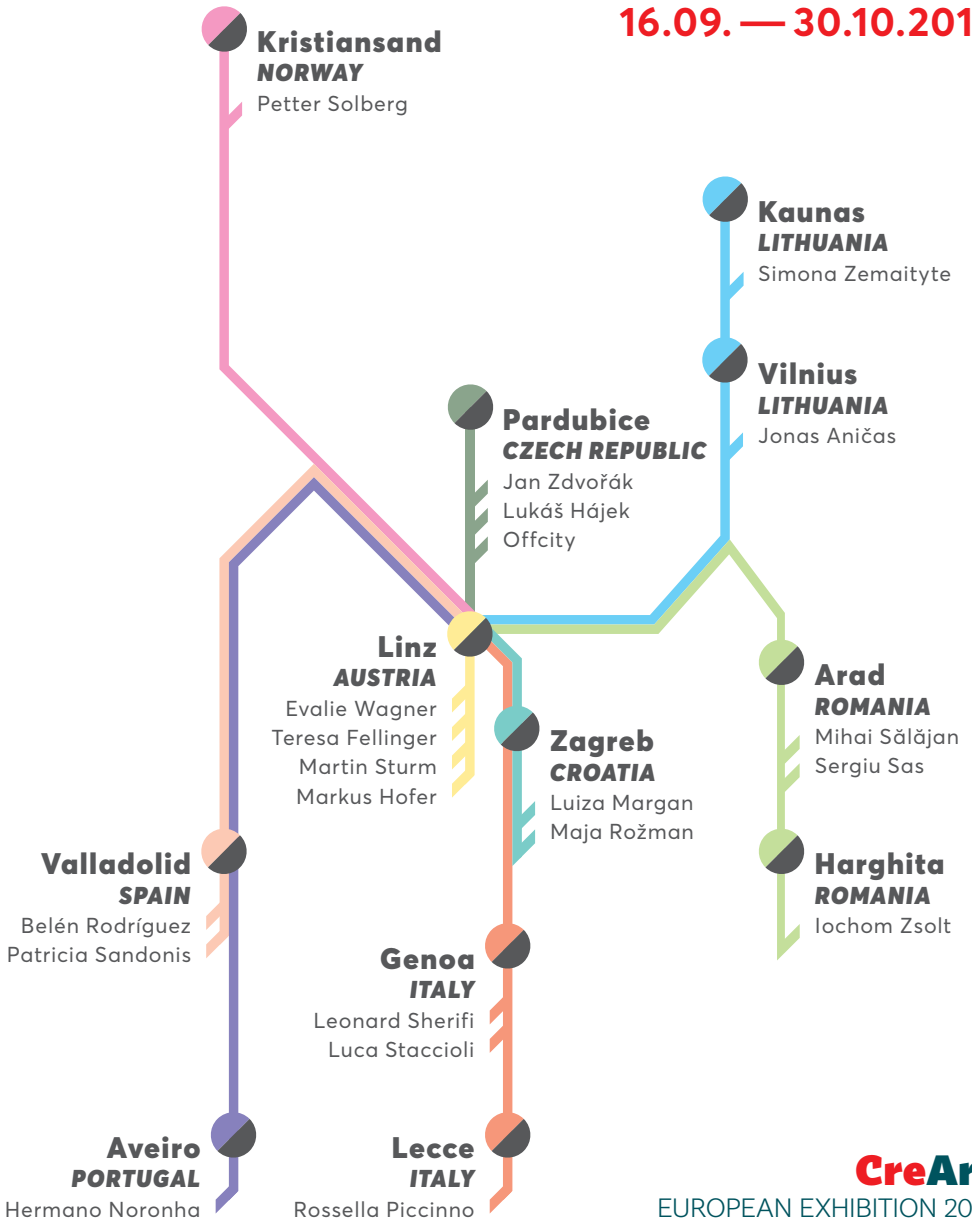 16.09. — 30.10.201
Kristiansand
NORWAY
Petter Solberg
Kaunas
LITHUANIA
Simona Zemaityte
Vilnius
LITHUANIA
Jonas Aničas
Pardubice
CZECH REPUBLIC
Jan Zdvořák
Lukáš Hájek
Offcity
Linz
AUSTRIA
Evalie Wagner
Teresa Fellinger
Martin Sturm
Markus Hofer
Zagreb
CROATIA
Luiza Margan
Maja Rožman
Arad
ROMANIA
Mihai Sălăjan
Sergiu Sas
Harghita
ROMANIA
Iochom Zsolt
Valladolid
SPAIN
Belén Rodríguez
Patricia Sandonis
Genoa
ITALY
Leonard Sherifi
Luca Staccioli
Aveiro
PORTUGAL
Hermano Noronha
Lecce
ITALY
Rossella Piccinno
CreAr
EUROPEAN EXHIBITION 20